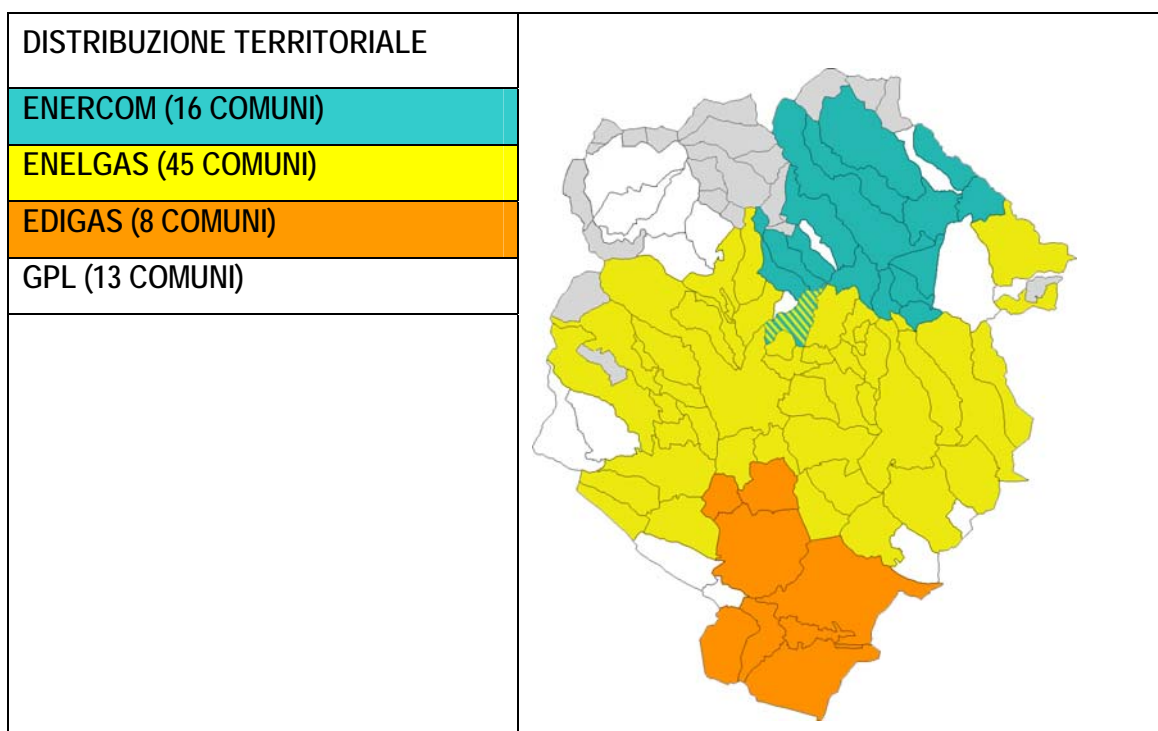 DISTRIBUZIONE TERRITORIALE
ENERCOM (16 COMUNI)
ENELGAS (45 COMUNI)
EDIGAS (8 COMUNI)
GPL (13 COMUNI)